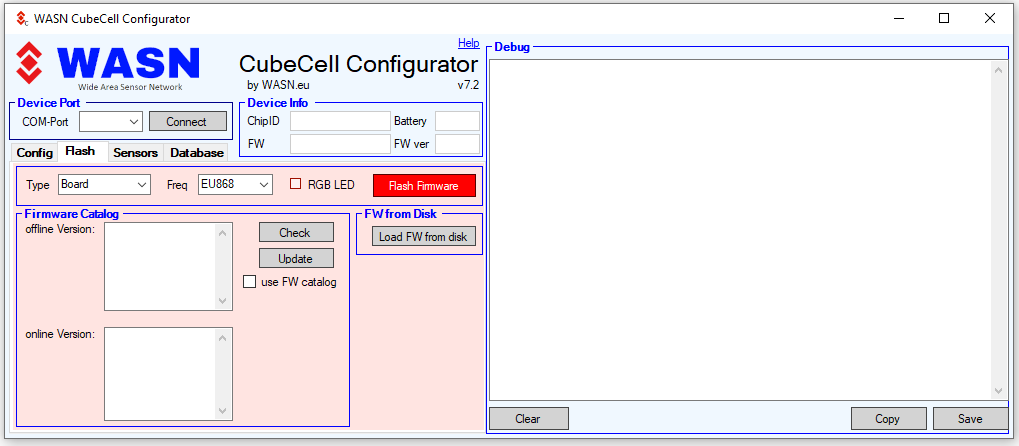 WASN CubeCell Configurator
Help
WASN
Wide Area Sensor Network
CubeCell Configurator
by WASN.eu
v7.2
Device Port
COM-Port
Connect
Device Info
ChipID
Battery
FW
FW ver
Config
Flash
Sensors
Database
Type
Board
Freq
EU868
RGB LED
Flash Firmware
Firmware Catalog
offline Version:
Check
Update
use FW catalog
online Version:
FW from Disk
Load FW from disk
Debug
Clear
Copy
Save